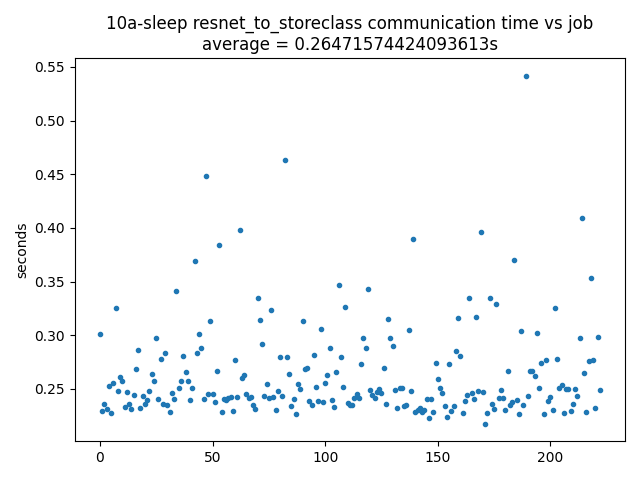 10a-sleep resnet_to_storeclass communication time vs job
average = 0.26471574424093613s
0.55
0.50
0.45
0.40
0.35
0.30
0.25
seconds
0 50 100 150 200